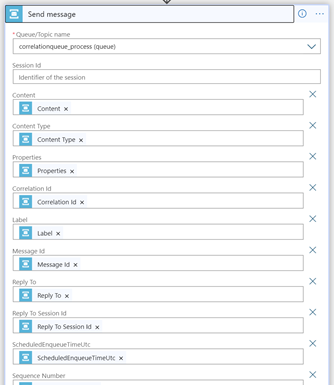 Send message
* Queue/Topic name
correlationqueue_process (queue)
Session Id
Identifier of the session
Content
Content ×
Content Type
Content Type ×
Properties
Properties ×
Correlation Id
Correlation Id ×
Label
Label ×
Message Id
Message Id ×
Reply To
Reply To ×
Reply To Session Id
Reply To Session Id ×
ScheduledEnqueueTimeUtc
ScheduledEnqueueTimeUtc ×
Sequence Number